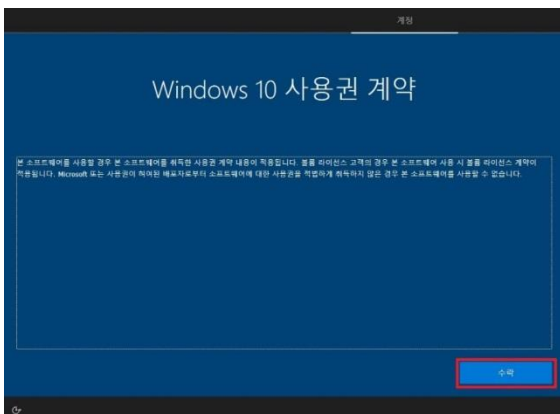 계정
Windows 10 사용권 계약
본 소프트웨어를 사용할 경우 본 소프트웨어를 취득한 사용권 계약 내용이 적용됩니다. 볼륨 라이선스 고객의 경우 본 소프트웨어 사용 시 볼륨 라이선스 계약이
적용됩니다. Microsoft 또는 사용권이 허여된 배포자로부터 소프트웨어에 대한 사용권을 적법하게 취득하지 않은 경우 본 소프트웨어를 사용할 수 없습니다.
수락